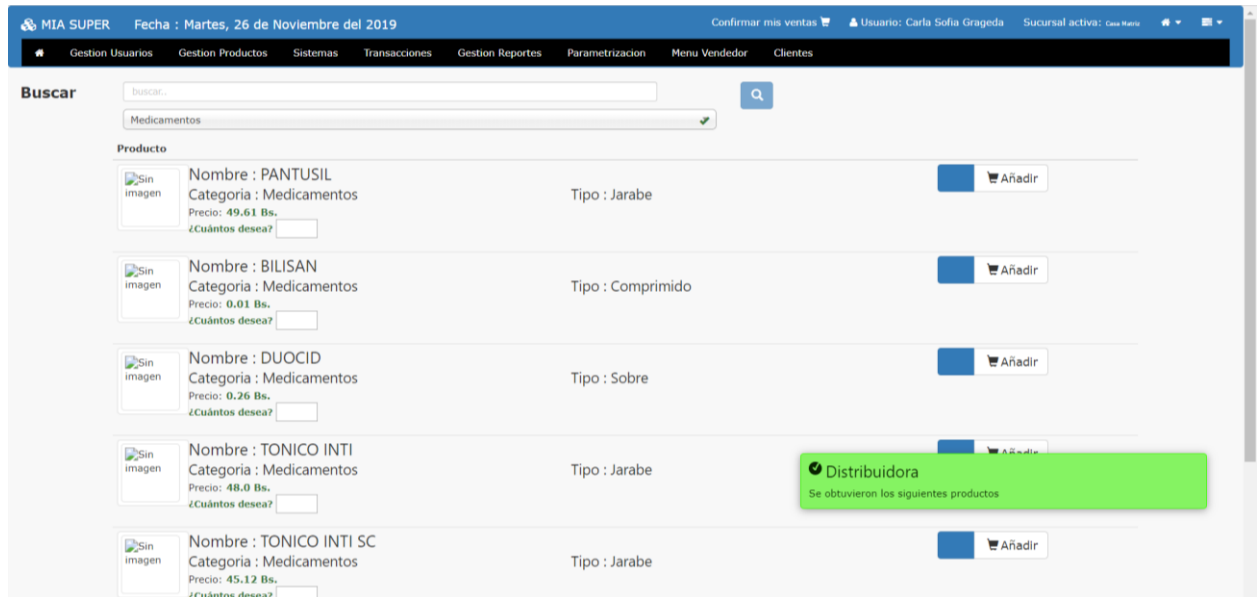 MIA SUPER Fecha : Martes, 26 de Noviembre del 2019 Confirmar mis ventas Usuario: Carla Sofia Grageda Sucursal activa: Casa Matriz
Gestion Usuarios Gestion Productos Sistemas Transacciones Gestion Reportes Parametrizacion Menu Vendedor Clientes
Buscar buscar..
Medicamentos
Producto
Sin imagen
Nombre : PANTUSIL
Categoria : Medicamentos Tipo : Jarabe Añadir
Precio: 49.61 Bs.
¿Cuántos desea?
Sin imagen
Nombre : BILISAN
Categoria : Medicamentos Tipo : Comprimido Añadir
Precio: 0.01 Bs.
¿Cuántos desea?
Sin imagen
Nombre : DUOCID
Categoria : Medicamentos Tipo : Sobre Añadir
Precio: 0.26 Bs.
¿Cuántos desea?
Sin imagen
Nombre : TONICO INTI
Categoria : Medicamentos Tipo : Jarabe Añadir
Precio: 48.0 Bs.
¿Cuántos desea?
Distribuidora
Se obtuvieron los siguientes productos
Sin imagen
Nombre : TONICO INTI SC
Categoria : Medicamentos Tipo : Jarabe Añadir
Precio: 45.12 Bs.
¿Cuántos desea?